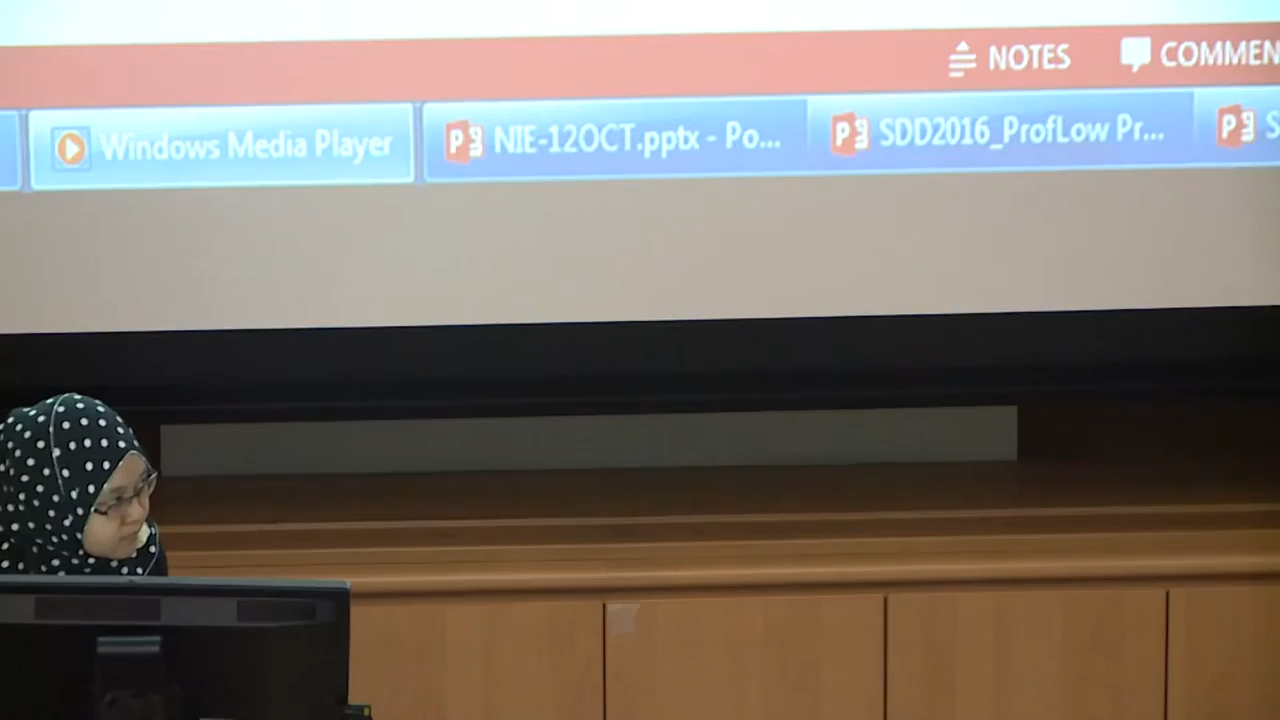 NOTES COMMEN
Windows Media Player NIE-12OCT.pptx - Po... SDD2016_ProfLow Pr... S